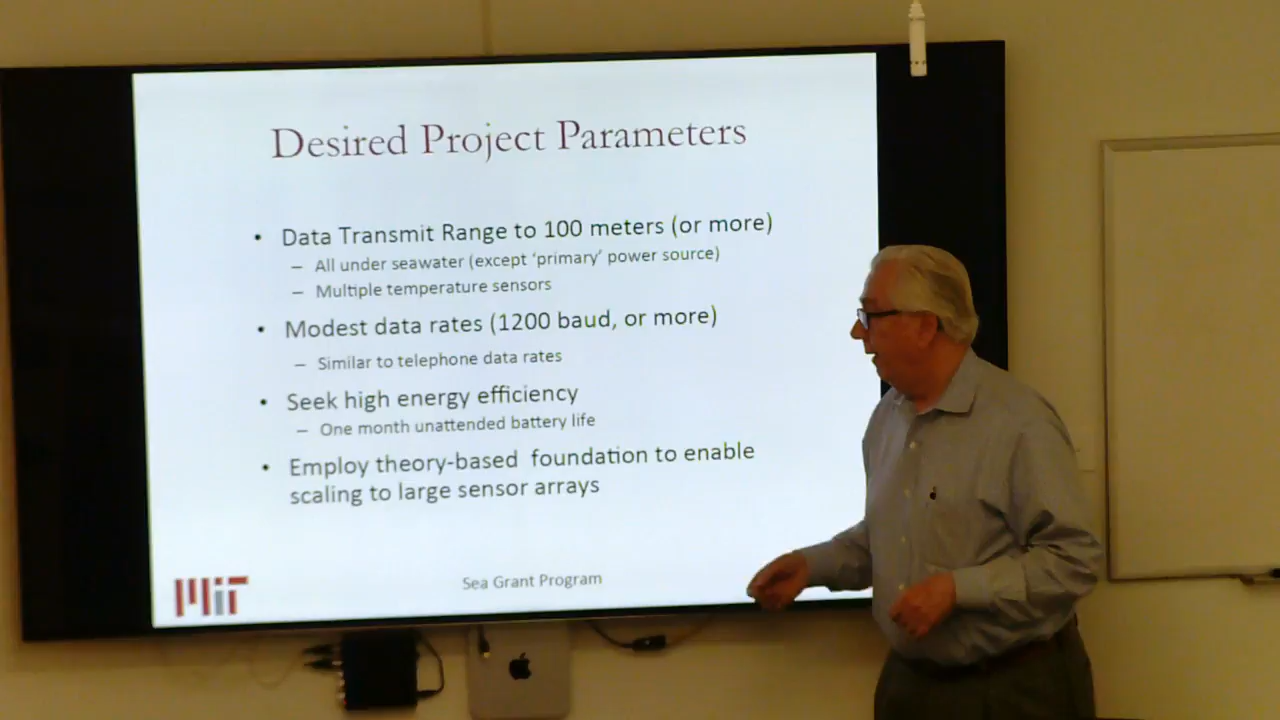 Desired Project Parameters
• Data Transmit Range to 100 meters (or more)
– All under seawater (except ‘primary’ power source)
– Multiple temperature sensors
• Modest data rates (1200 baud, or more)
– Similar to telephone data rates
• Seek high energy efficiency
– One month unattended battery life
• Employ theory-based foundation to enable
scaling to large sensor arrays
MIT
Sea Grant Program